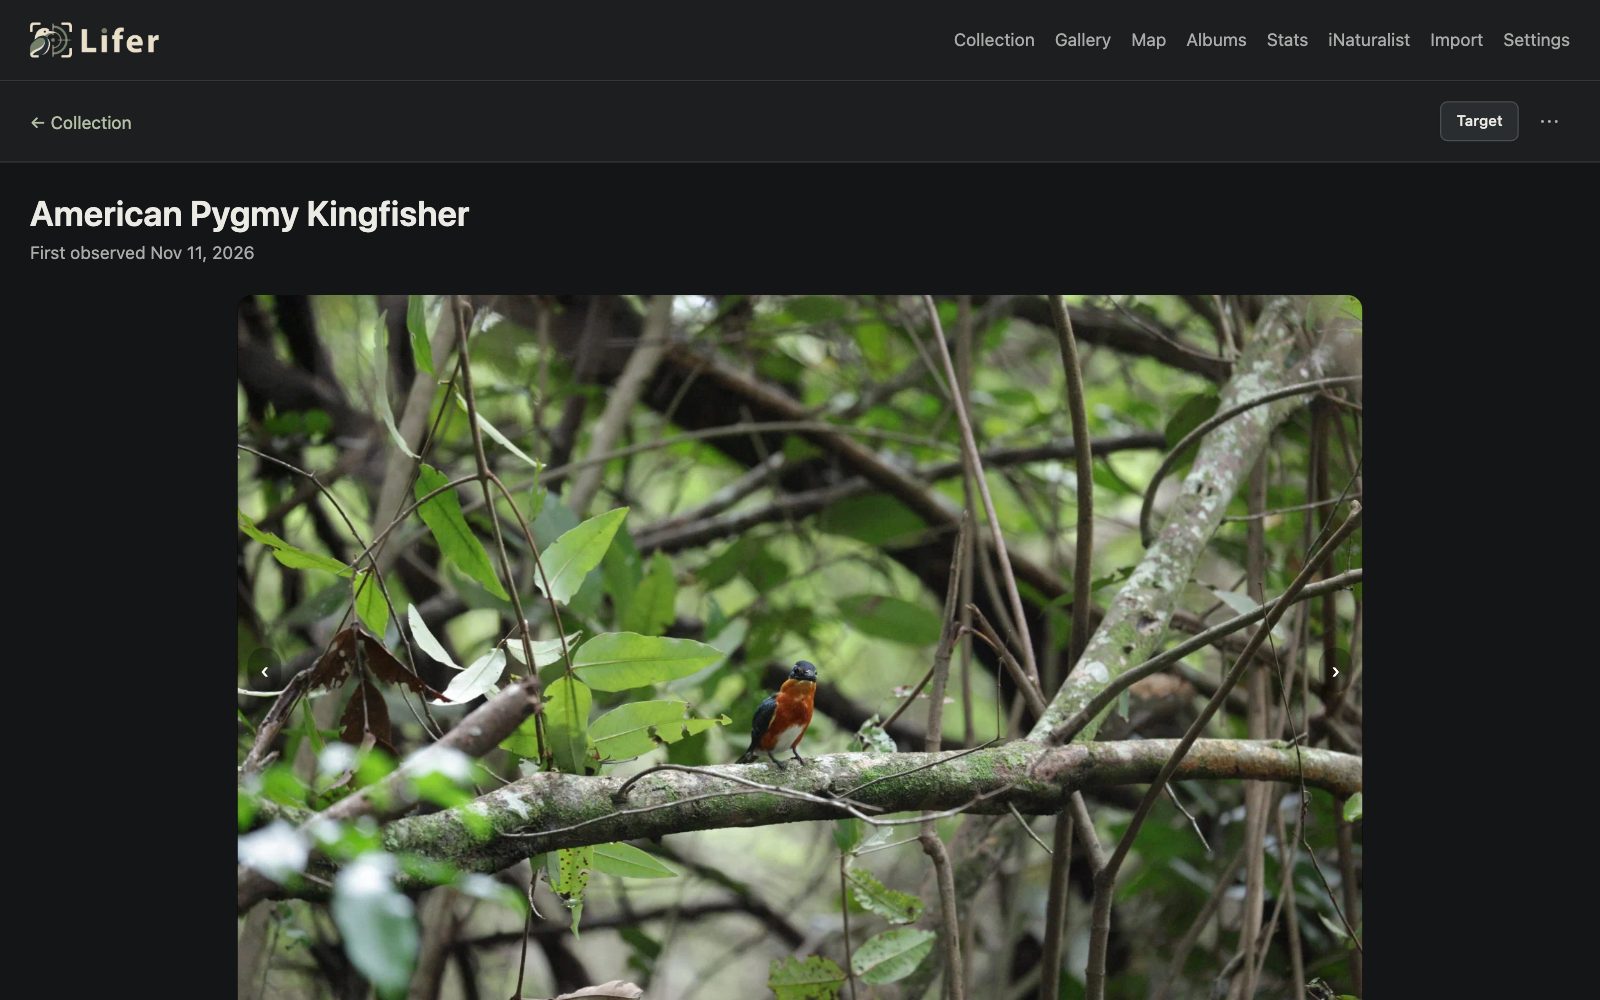 Lifer
Collection Gallery Map Albums Stats iNaturalist Import Settings
← Collection
Target
American Pygmy Kingfisher
First observed Nov 11, 2026